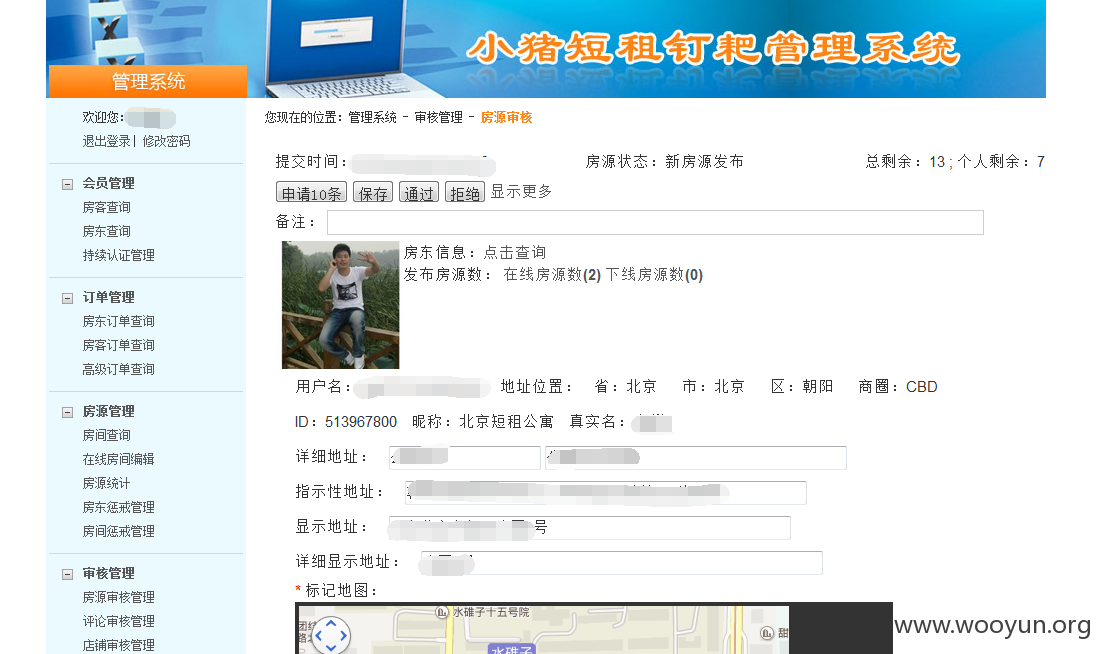 小猪短租钉耙管理系统
管理系统
欢迎您:
退出登录| 修改密码
会员管理
房客查询
房东查询
持续认证管理
订单管理
房东订单查询
房客订单查询
高级订单查询
房源管理
房间查询
在线房间编辑
房源统计
房东惩戒管理
房间惩戒管理
审核管理
房源审核管理
评论审核管理
店铺审核管理
您现在的位置：管理系统 - 审核管理 - 房源审核
提交时间： 房源状态：新房源发布 总剩余：13 ; 个人剩余：7
申请10条 保存 通过 拒绝 显示更多
备注：
房东信息：点击查询
发布房源数： 在线房源数(2) 下线房源数(0)
用户名： 地址位置： 省：北京 市：北京 区：朝阳 商圈：CBD
ID：513967800 昵称：北京短租公寓 真实名：
详细地址：
指示性地址：
显示地址： 号
详细显示地址：
*标记地图：
水碓子十五号院
团结
路北
甜
水碓子
www.wooyun.org